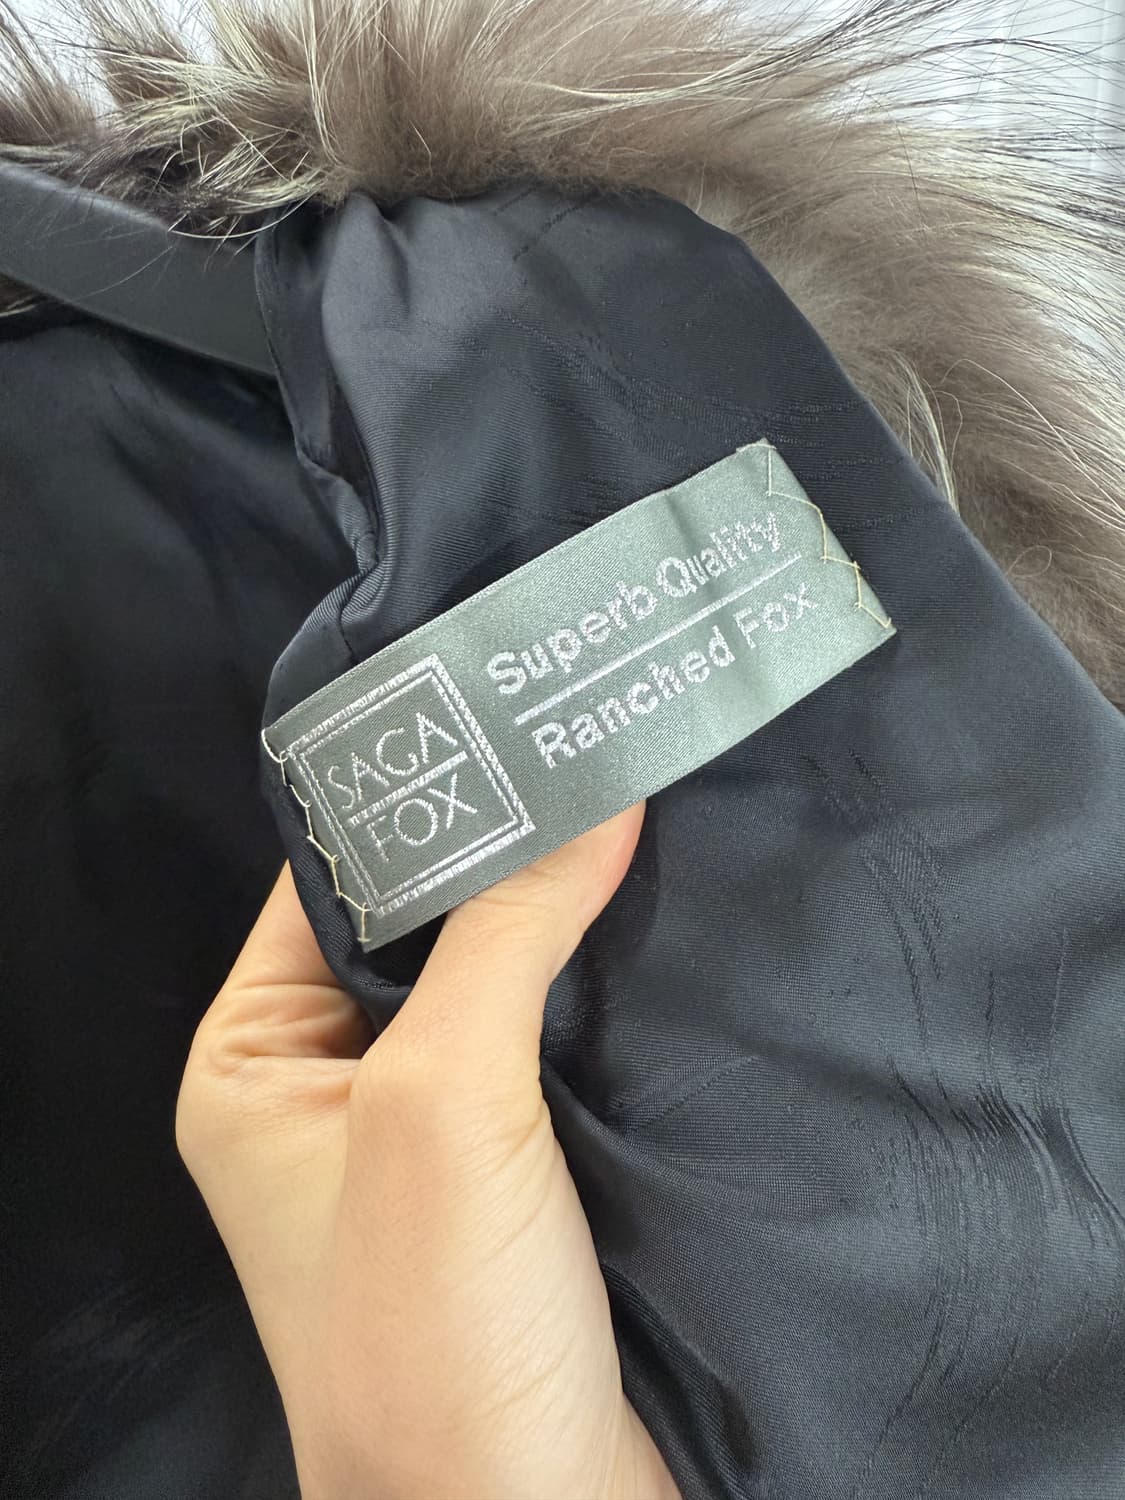 SAGA
FOX
Superb Quality
Ranched Fox